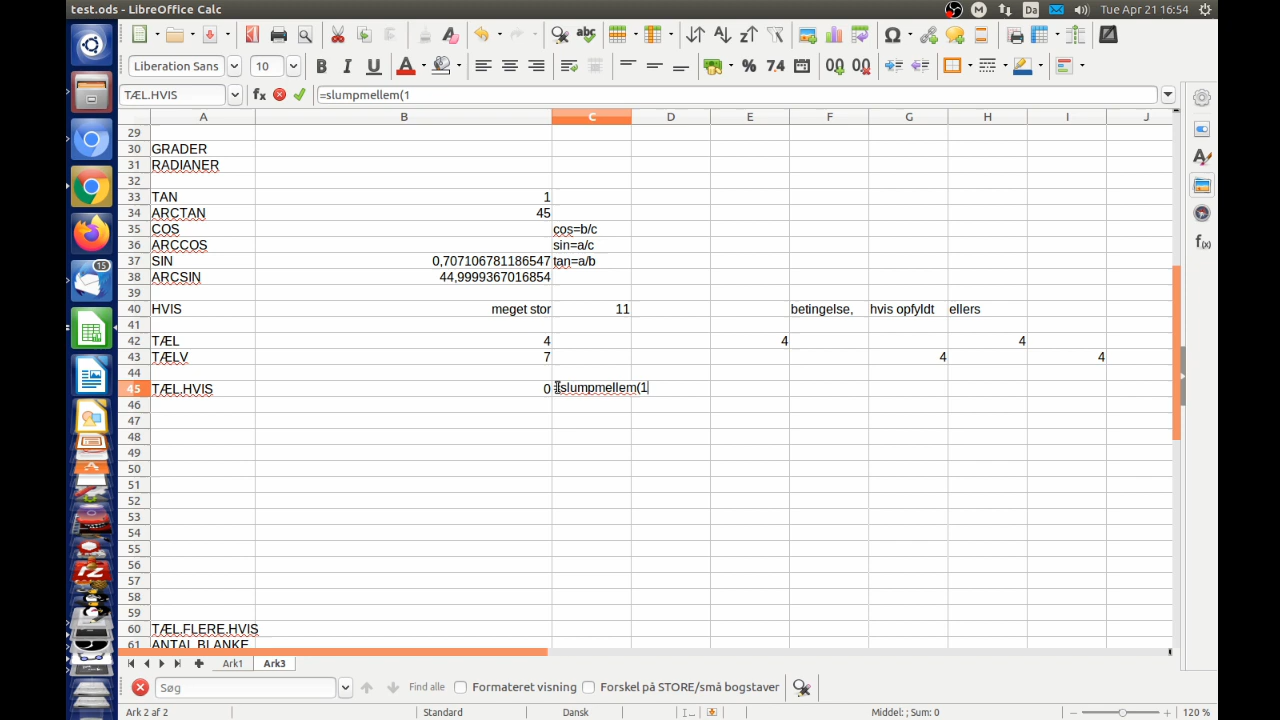 test.ods - LibreOffice Calc
Da
Tue Apr 21 16:54
Liberation Sans
10
TÆL.HVIS
=slumpmellem(1
A B C D E F G H I J
29
30 GRADER
31 RADIANER
32
33 TAN 1
34 ARCTAN 45
35 COS cos=b/c
36 ARCCOS sin=a/c
37 SIN 0,707106781186547 tan=a/b
38 ARCSIN 44,9999367016854
39
40 HVIS meget stor 11 betingelse, hvis opfyldt ellers
41
42 TÆL 4 4 4
43 TÆLV 7 4 4
44
45 TÆL.HVIS 0 =slumpmellem(1
46
47
48
49
50
51
52
53
54
55
56
57
58
59
60 TÆL.FLERE.HVIS
61 ANTAL.BLANKE
Ark1 Ark3
Søg
Formateret visning
Forskel på STORE/små bogstaver
Ark 2 af 2
Standard
Dansk
Middel: ; Sum: 0
120 %